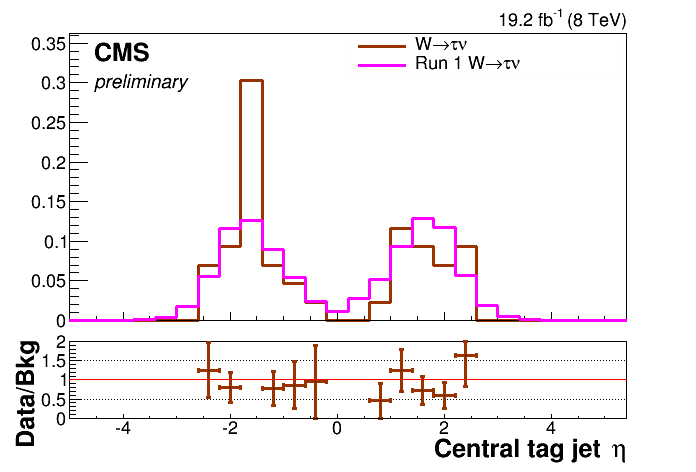 19.2 fb-1 (8 TeV)
CMS
preliminary
W→τν
Run 1 W→τν
0.35
0.3
0.25
0.2
0.15
0.1
0.05
0
Data/Bkg
2
1.5
1
0.5
0
-4 -2 0 2 4
Central tag jet η